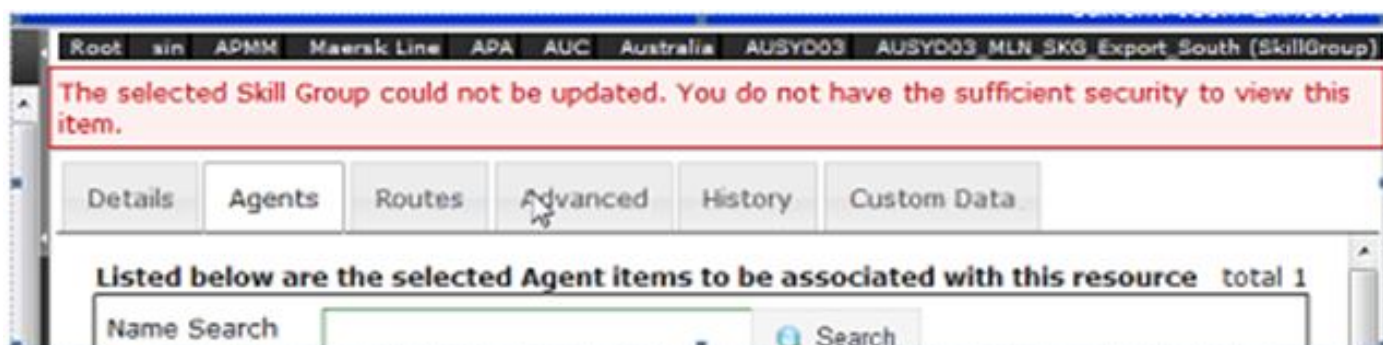 Root sin APMM Maersk Line APA AUC Australia AUSYD03 AUSYD03_MLN_SKG_Export_South (SkillGroup)
The selected Skill Group could not be updated. You do not have the sufficient security to view this
item.
Details Agents Routes Advanced History Custom Data
Listed below are the selected Agent items to be associated with this resource total 1
Name Search Search